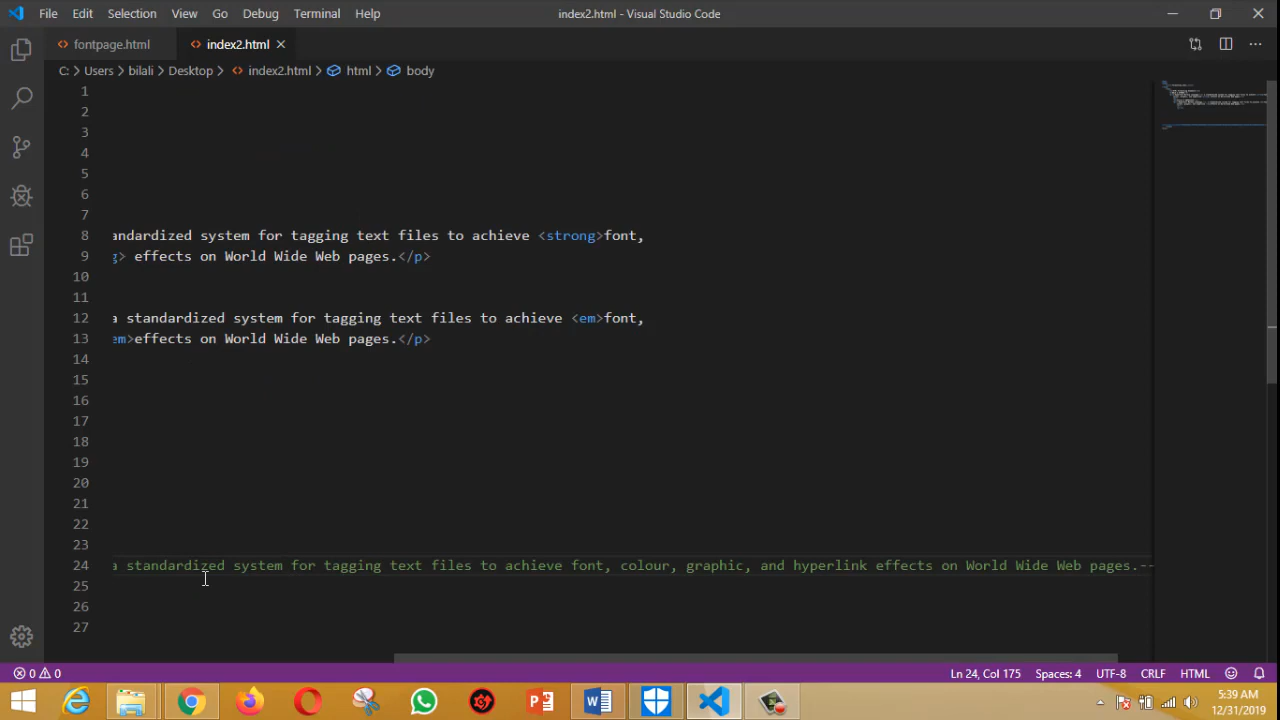 File Edit Selection View Go Debug Terminal Help index2.html - Visual Studio Code
fontpage.html index2.html
C: > Users > bilali > Desktop > index2.html > html > body
1
2
3
4
5
6
7
8 andardized system for tagging text files to achieve <strong>font,
9 g> effects on World Wide Web pages.</p>
10
11
12 a standardized system for tagging text files to achieve <em>font,
13 em>effects on World Wide Web pages.</p>
14
15
16
17
18
19
20
21
22
23
24 a standardized system for tagging text files to achieve font, colour, graphic, and hyperlink effects on World Wide Web pages.--
25
26
27
0 0 Ln 24, Col 175 Spaces: 4 UTF-8 CRLF HTML
5:39 AM
12/31/2019